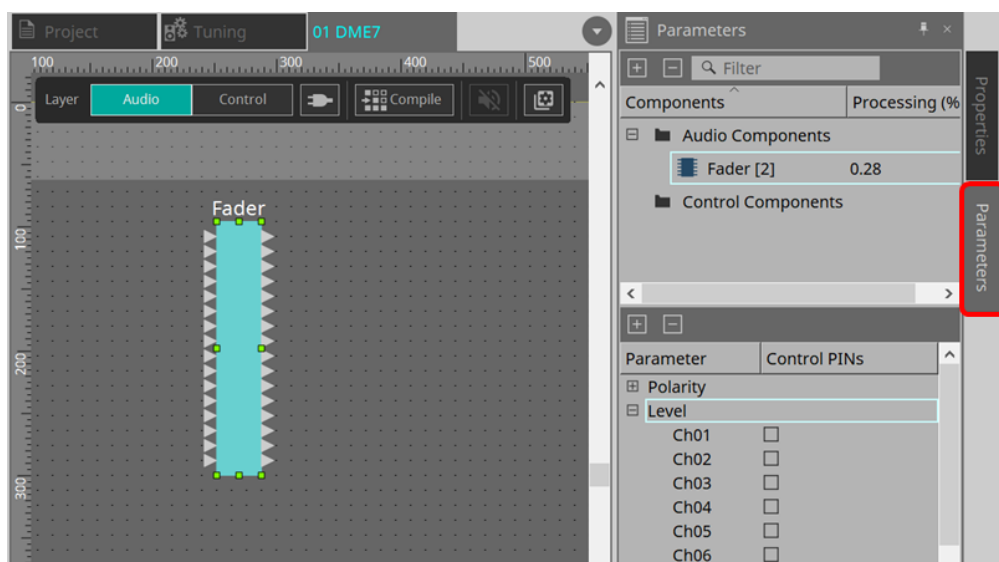 Project
Tuning
01 DME7
100
200
300
400
500
Layer
Audio
Control
Compile
Fader
100
200
300
Parameters
Filter
Components
Processing (%
Audio Components
Fader [2]
0.28
Control Components
Parameter
Control PINs
Polarity
Level
Ch01
Ch02
Ch03
Ch04
Ch05
Ch06
Properties
Parameters